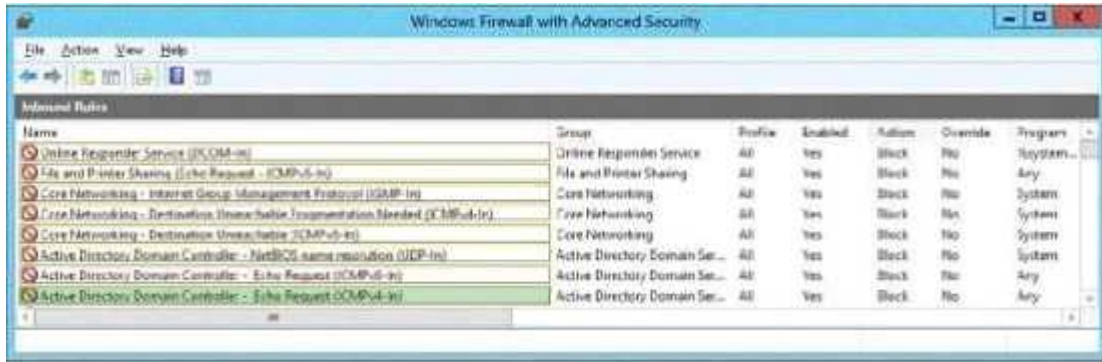 Windows Firewall with Advanced Security
File Action View Help
Inbound Rules
Name Group Profile Enabled Action Override Program
Online Responder Service (DCOM-In) Online Responder Service All Yes Block No
File and Printer Sharing (Echo Request - ICMPv6-In) File and Printer Sharing All Yes Block No Any
Core Networking - Internet Group Management Protocol (IGMP-In) Core Networking All Yes Block No System
Core Networking - Destination Unreachable Fragmentation Needed (ICMPv4-In) Core Networking All Yes Block No System
Core Networking - Destination Unreachable (ICMPv6-In) Core Networking All Yes Block No System
Active Directory Domain Controller - NetBIOS name resolution (UDP-In) Active Directory Domain Ser... All Yes Block No System
Active Directory Domain Controller - Echo Request (ICMPv6-In) Active Directory Domain Ser... All Yes Block No Any
Active Directory Domain Controller - Echo Request (ICMPv4-In) Active Directory Domain Ser... All Yes Block No Any